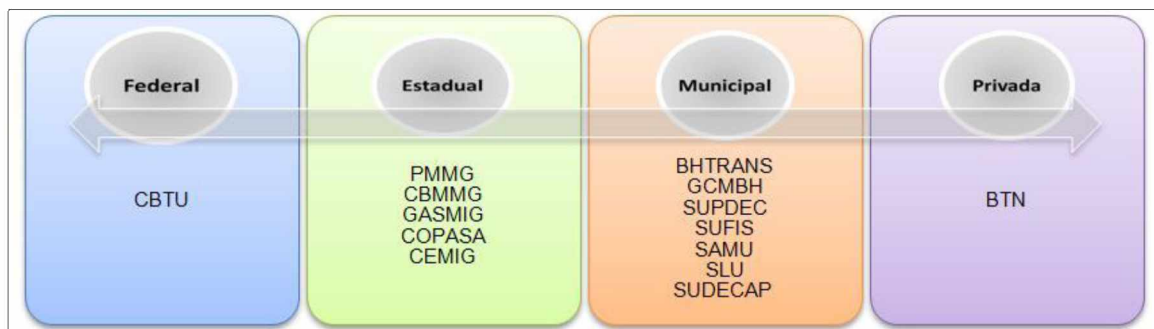 Federal
CBTU
Estadual
PMMG
CBMMG
GASMIG
COPASA
CEMIG
Municipal
BHTRANS
GCMBH
SUPDEC
SUFIS
SAMU
SLU
SUDECAP
Privada
BTN